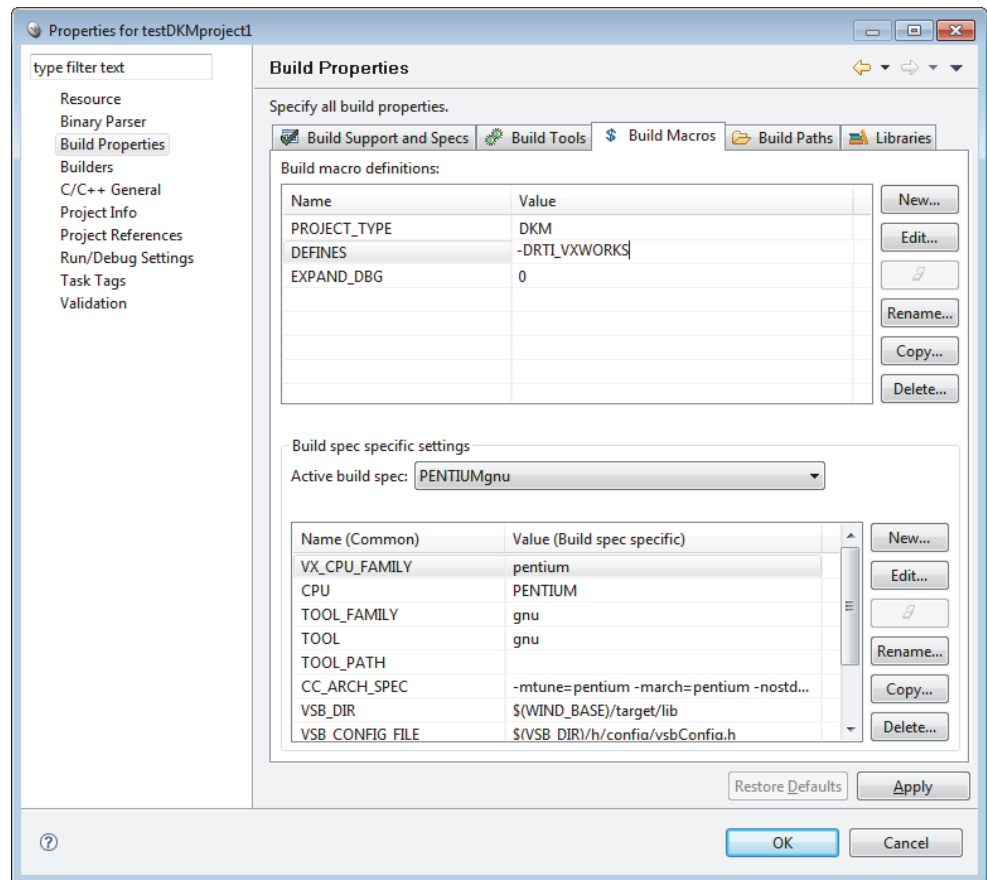 Properties for testDKMproject1
type filter text
Resource
Binary Parser
Build Properties
Builders
C/C++ General
Project Info
Project References
Run/Debug Settings
Task Tags
Validation
Build Properties
Specify all build properties.
Build Support and Specs Build Tools $ Build Macros Build Paths Libraries
Build macro definitions:
Name Value
PROJECT_TYPE DKM
DEFINES -DRTI_VXWORKS
EXPAND_DBG 0
New...
Edit...
Rename...
Copy...
Delete...
Build spec specific settings
Active build spec: PENTIUMgnu
Name (Common) Value (Build spec specific)
VX_CPU_FAMILY pentium
CPU PENTIUM
TOOL_FAMILY gnu
TOOL gnu
TOOL_PATH
CC_ARCH_SPEC -mtune=pentium -march=pentium -nostd...
VSB_DIR $(WIND_BASE)/target/lib
VSB_CONFIG_FILE $(VSB_DIR)/h/config/vsbConfig.h
New...
Edit...
Rename...
Copy...
Delete...
Restore Defaults Apply
? OK Cancel